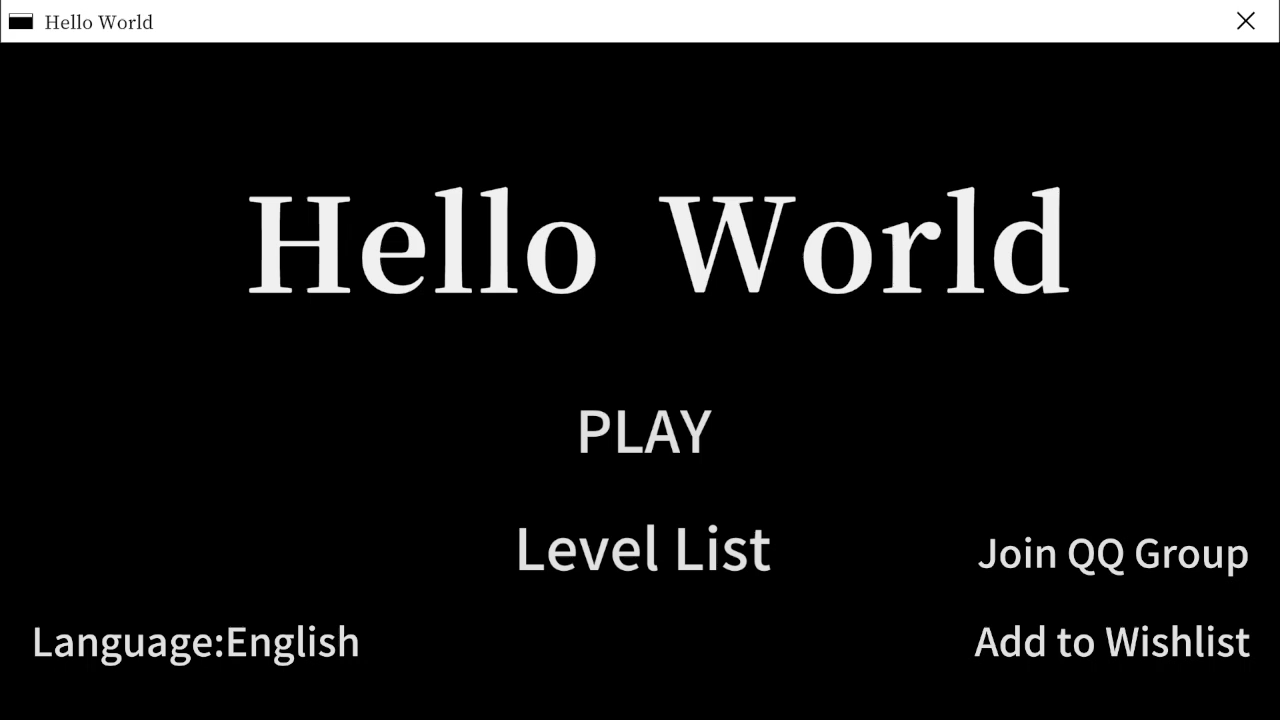 Hello World
Hello World
PLAY
Level List
Join QQ Group
Language:English
Add to Wishlist